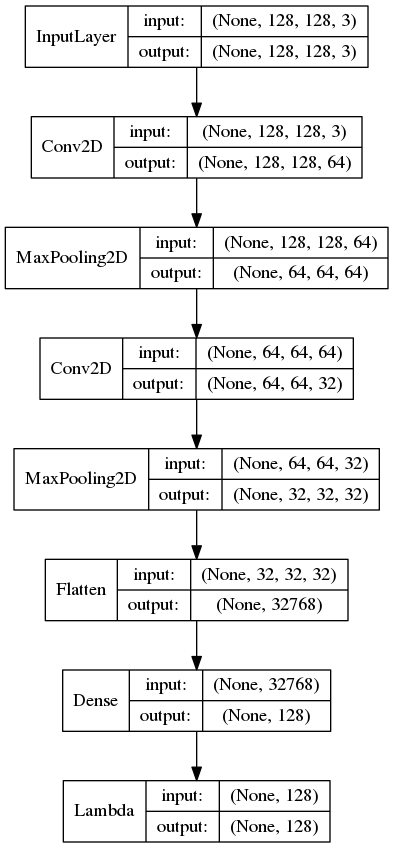 InputLayer input: (None, 128, 128, 3)
output: (None, 128, 128, 3)
Conv2D input: (None, 128, 128, 3)
output: (None, 128, 128, 64)
MaxPooling2D input: (None, 128, 128, 64)
output: (None, 64, 64, 64)
Conv2D input: (None, 64, 64, 64)
output: (None, 64, 64, 32)
MaxPooling2D input: (None, 64, 64, 32)
output: (None, 32, 32, 32)
Flatten input: (None, 32, 32, 32)
output: (None, 32768)
Dense input: (None, 32768)
output: (None, 128)
Lambda input: (None, 128)
output: (None, 128)